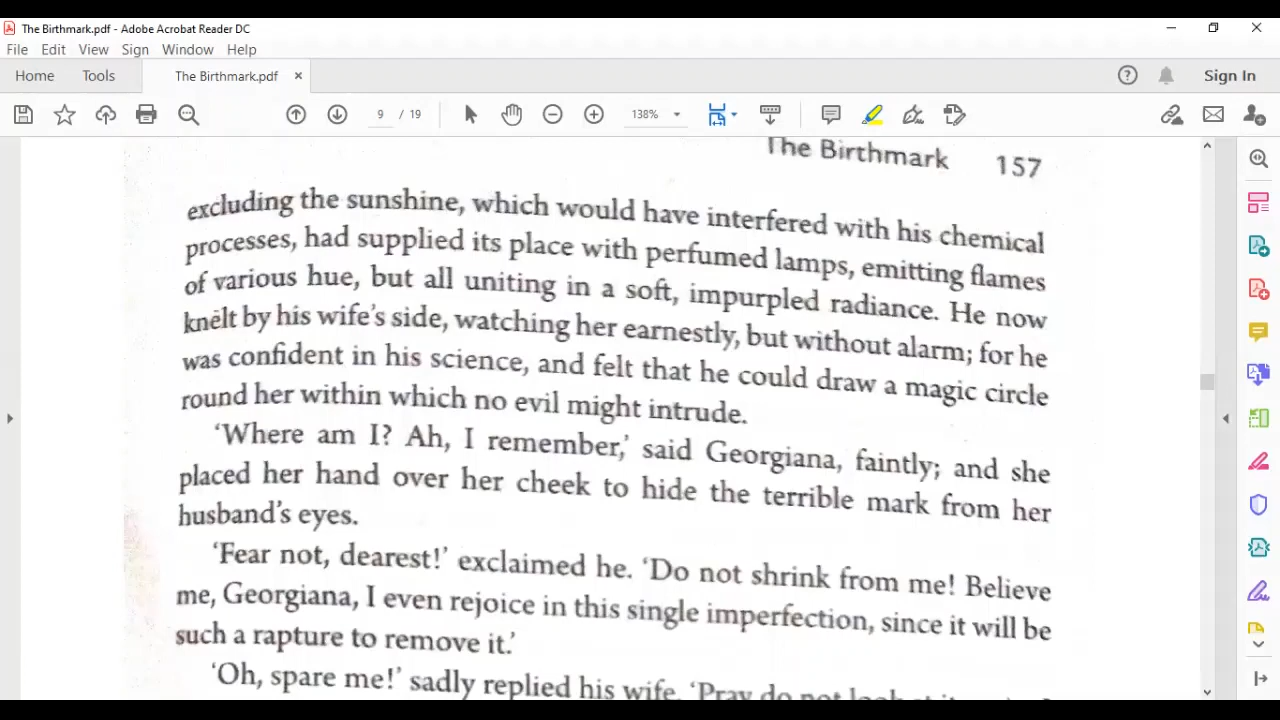 The Birthmark.pdf - Adobe Acrobat Reader DC
File Edit View Sign Window Help
Home Tools The Birthmark.pdf × Sign In
9 / 19 138%
The Birthmark 157
excluding the sunshine, which would have interfered with his chemical
processes, had supplied its place with perfumed lamps, emitting flames
of various hue, but all uniting in a soft, impurpled radiance. He now
knelt by his wife's side, watching her earnestly, but without alarm; for he
was confident in his science, and felt that he could draw a magic circle
round her within which no evil might intrude.
'Where am I? Ah, I remember,' said Georgiana, faintly; and she
placed her hand over her cheek to hide the terrible mark from her
husband's eyes.
'Fear not, dearest!' exclaimed he. 'Do not shrink from me! Believe
me, Georgiana, I even rejoice in this single imperfection, since it will be
such a rapture to remove it.'
'Oh, spare me!' sadly replied his wife. 'Pray do not look at it